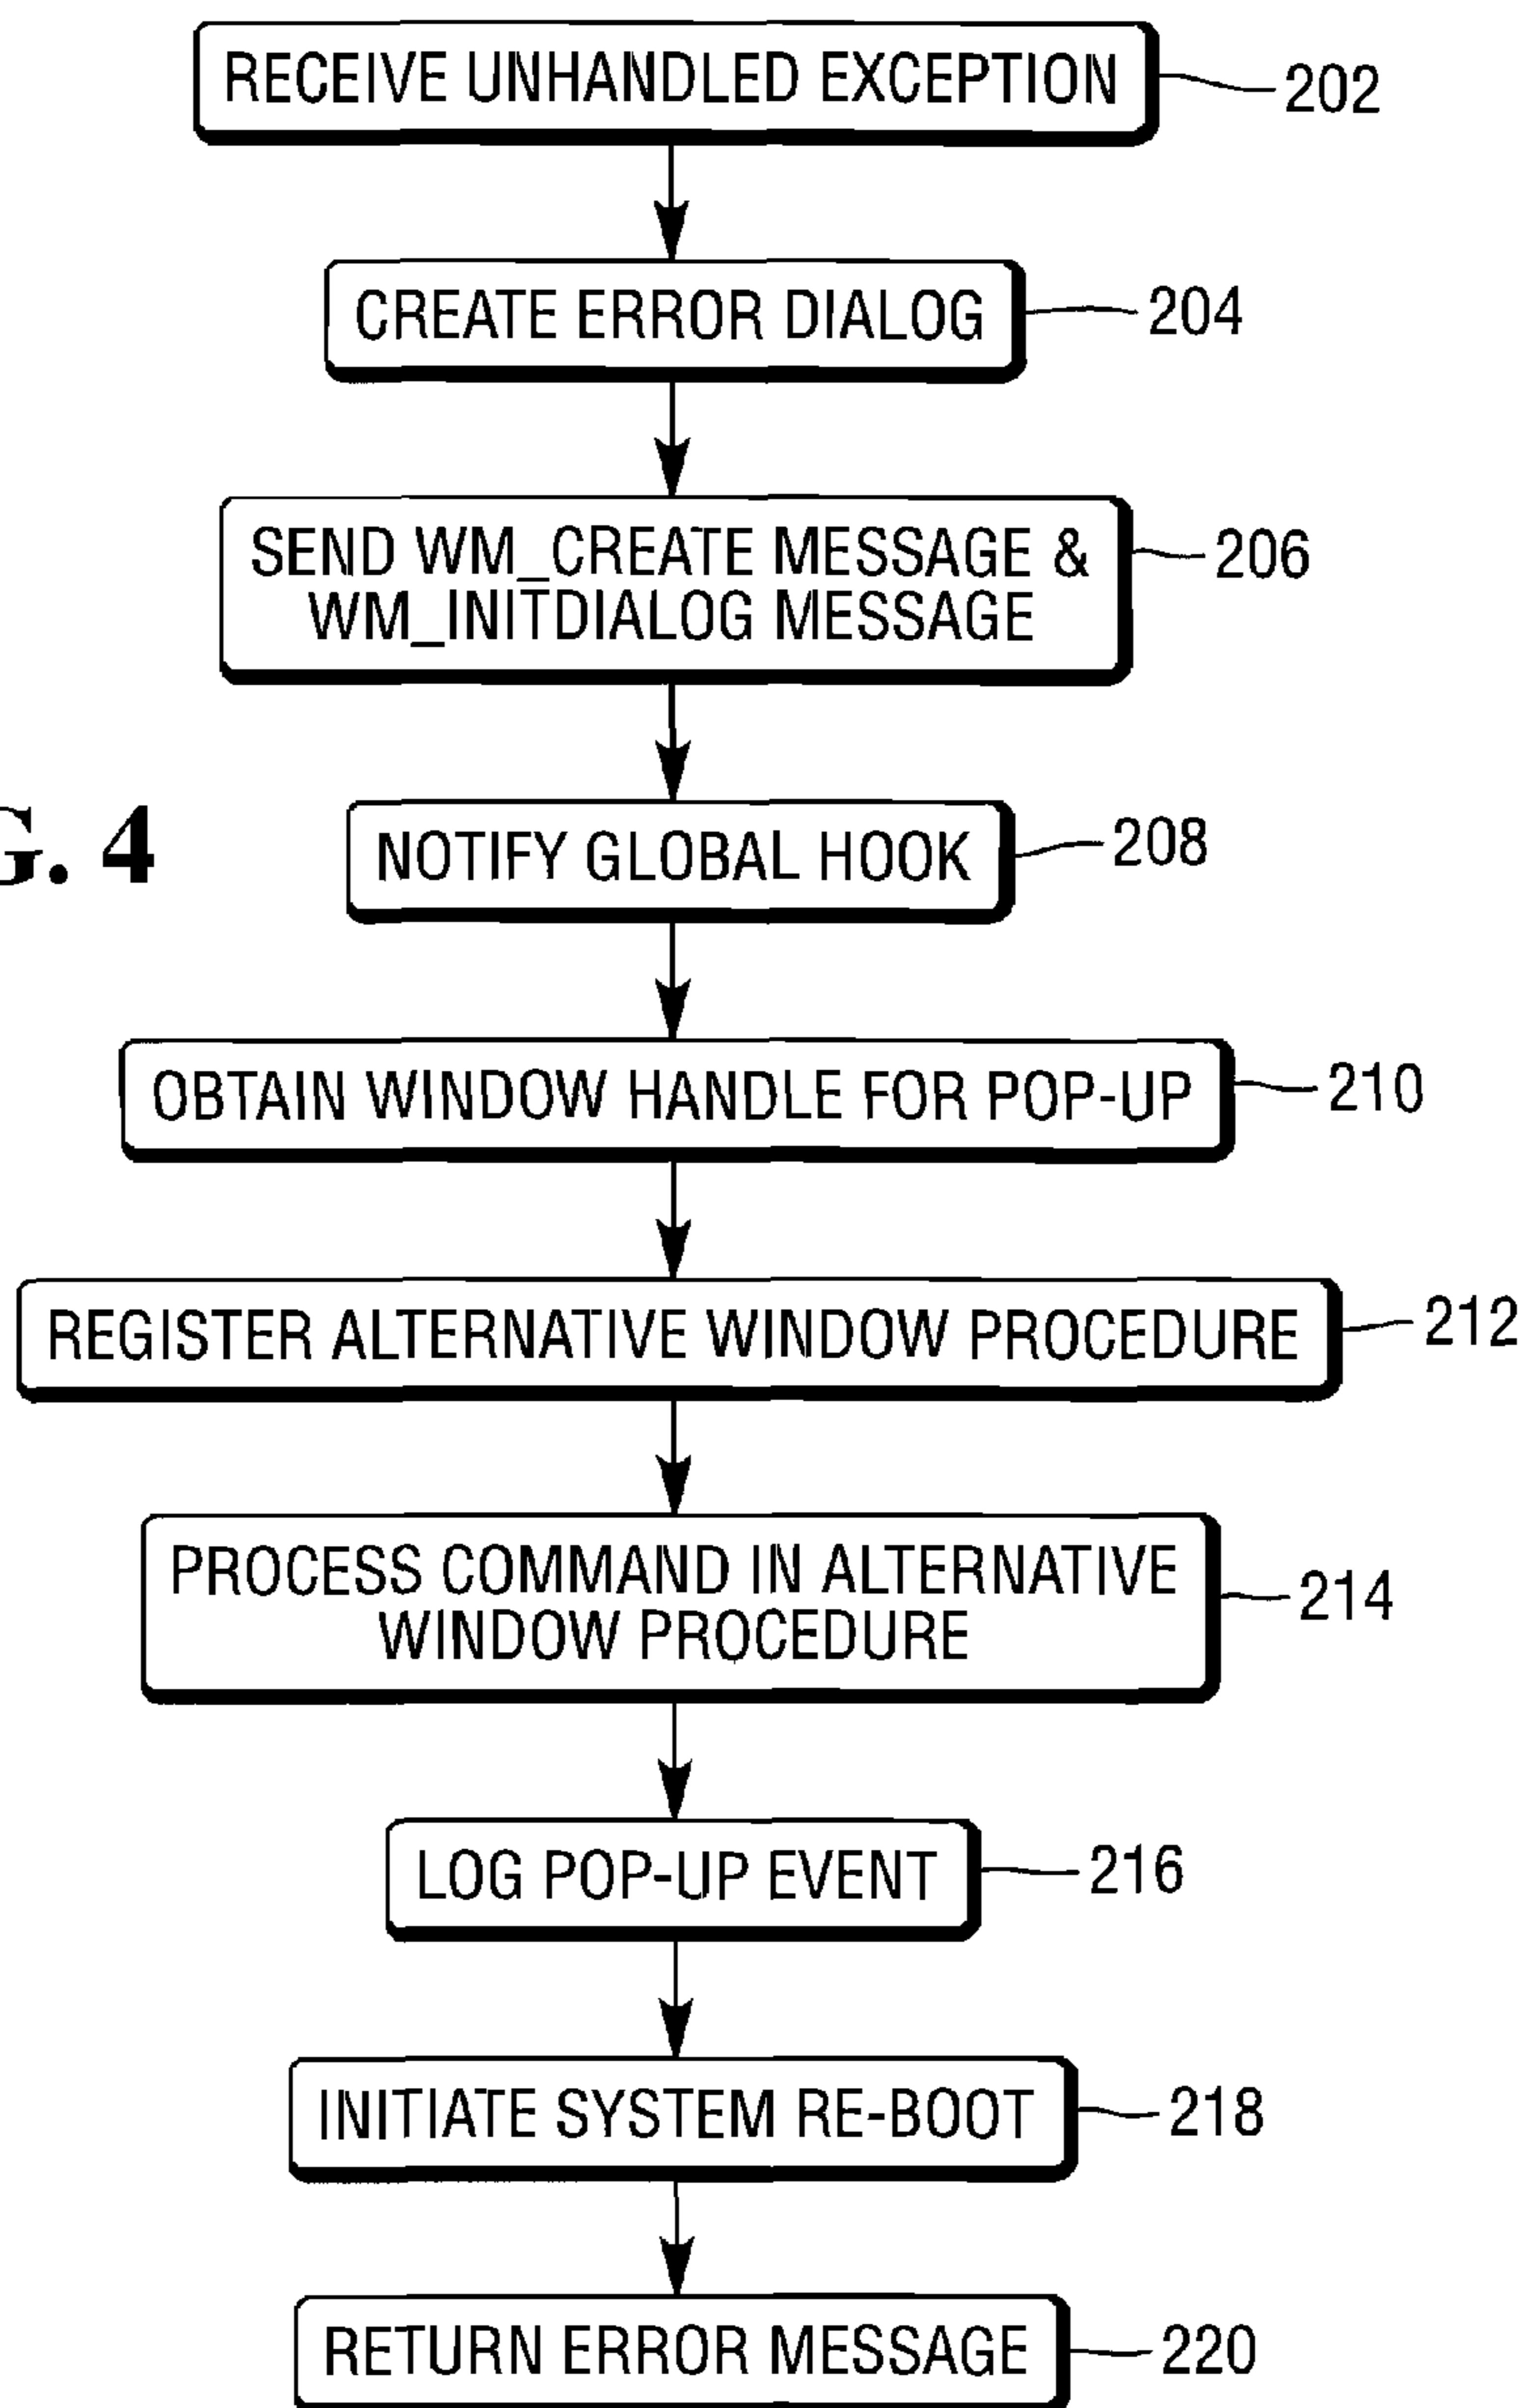 RECEIVE UNHANDLED EXCEPTION
202
CREATE ERROR DIALOG
204
SEND WM_CREATE MESSAGE &
WM_INITDIALOG MESSAGE
206
G. 4
NOTIFY GLOBAL HOOK
208
OBTAIN WINDOW HANDLE FOR POP-UP
210
REGISTER ALTERNATIVE WINDOW PROCEDURE
212
PROCESS COMMAND IN ALTERNATIVE
WINDOW PROCEDURE
214
LOG POP-UP EVENT
216
INITIATE SYSTEM RE-BOOT
218
RETURN ERROR MESSAGE
220